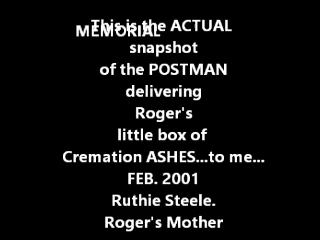 This is the ACTUAL
MEMORIAL
snapshot
of the POSTMAN
delivering
Roger's
little box of
Cremation ASHES...to me...
FEB. 2001
Ruthie Steele.
Roger's Mother